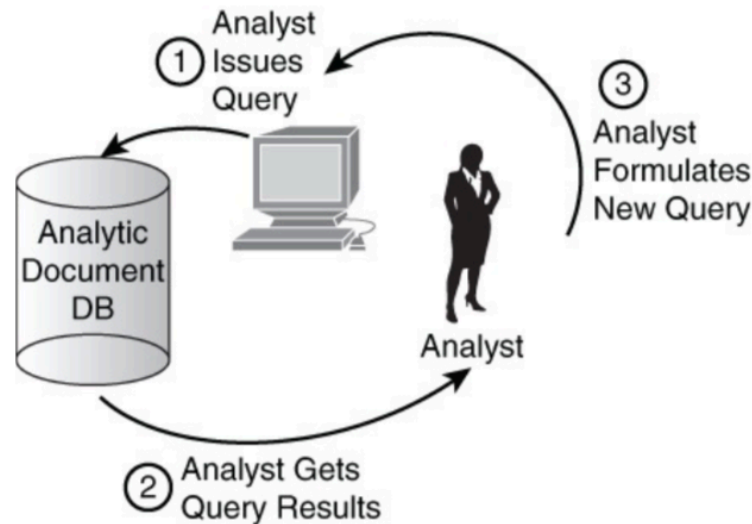 1
Analyst
Issues
Query
3
Analyst
Formulates
New Query
Analytic
Document
DB
Analyst
2
Analyst Gets
Query Results